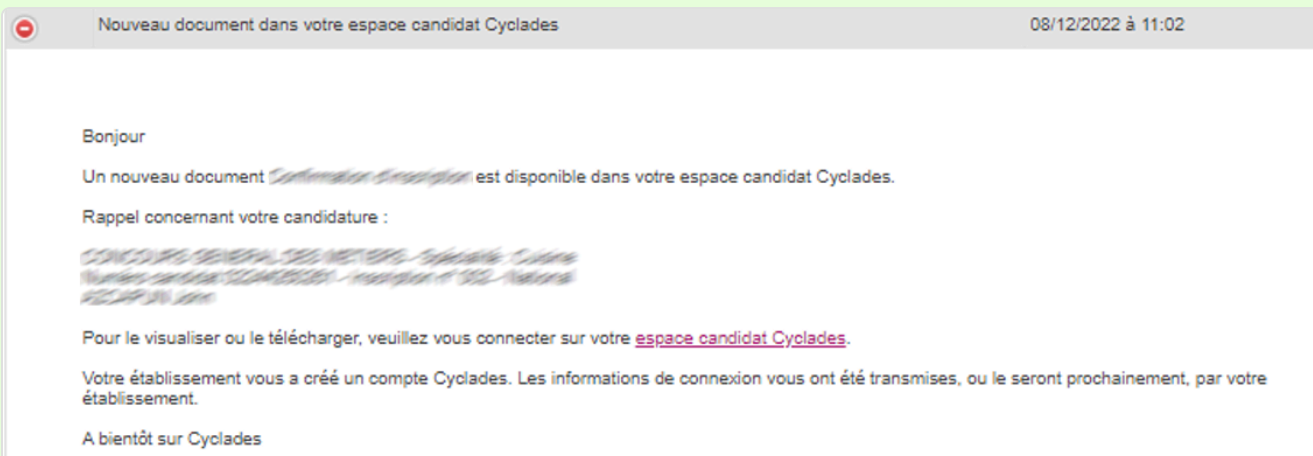 Nouveau document dans votre espace candidat Cyclades 08/12/2022 à 11:02
Bonjour
Un nouveau document est disponible dans votre espace candidat Cyclades.
Rappel concernant votre candidature :
Pour le visualiser ou le télécharger, veuillez vous connecter sur votre espace candidat Cyclades.
Votre établissement vous a créé un compte Cyclades. Les informations de connexion vous ont été transmises, ou le seront prochainement, par votre
établissement.
A bientôt sur Cyclades